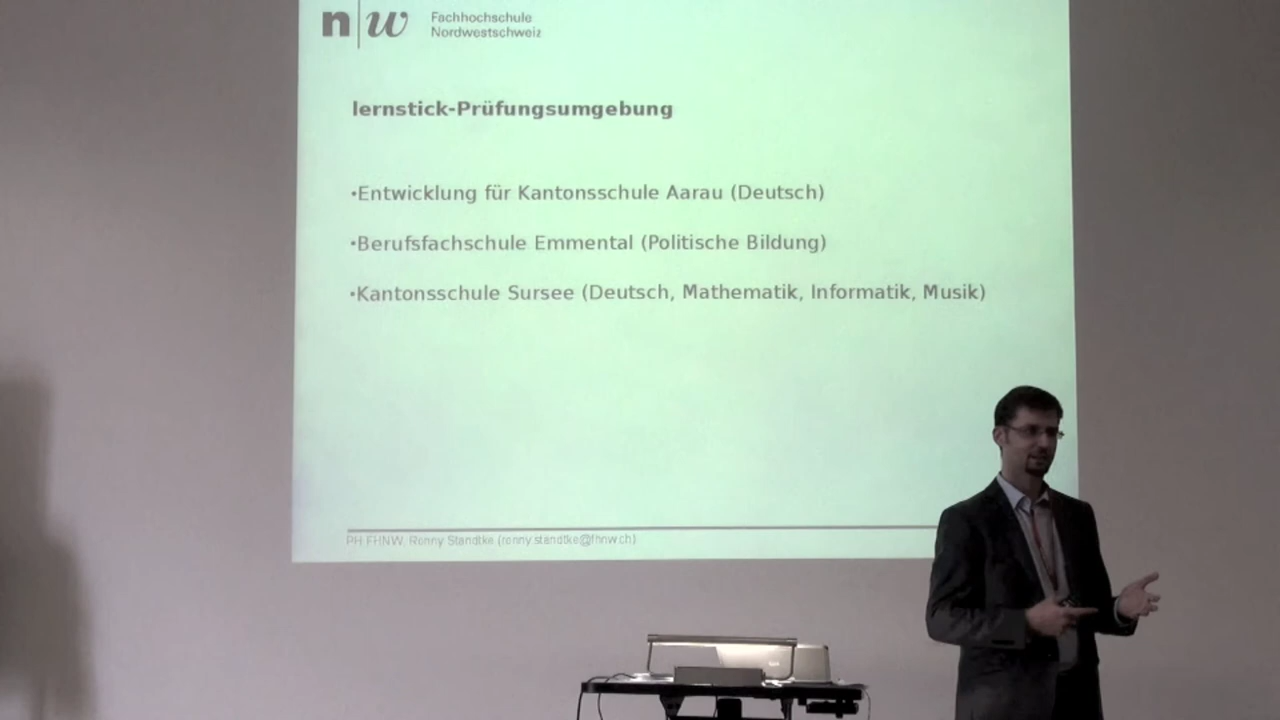 n|w Fachhochschule
Nordwestschweiz
lernstick-Prüfungsumgebung
•Entwicklung für Kantonsschule Aarau (Deutsch)
•Berufsfachschule Emmental (Politische Bildung)
•Kantonsschule Sursee (Deutsch, Mathematik, Informatik, Musik)
PH FHNW, Ronny Standtke (ronny.standtke@fhnw.ch)